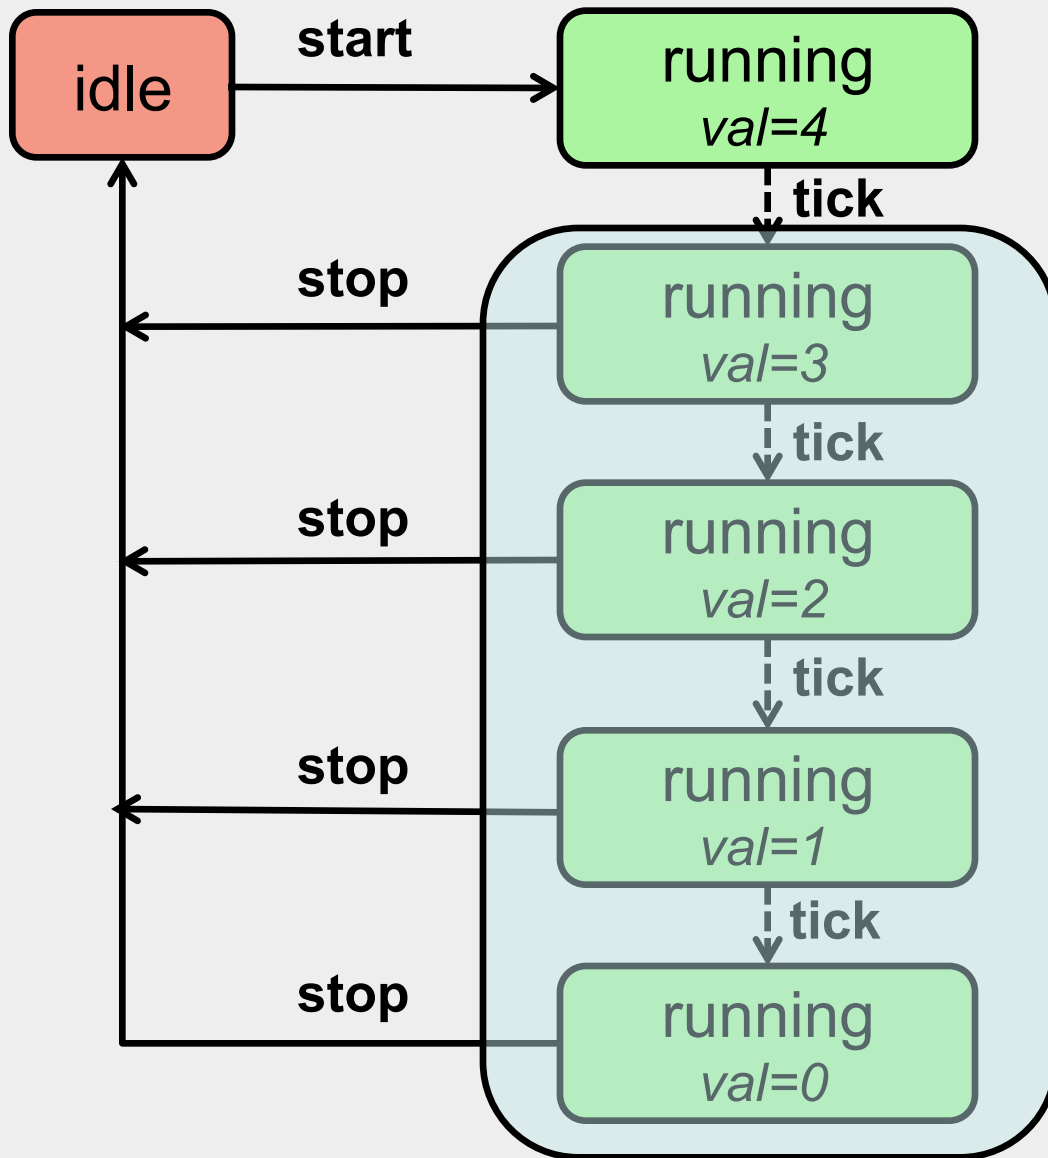 idle
start
running
val=4
tick
stop
running
val=3
tick
stop
running
val=2
tick
stop
running
val=1
tick
stop
running
val=0